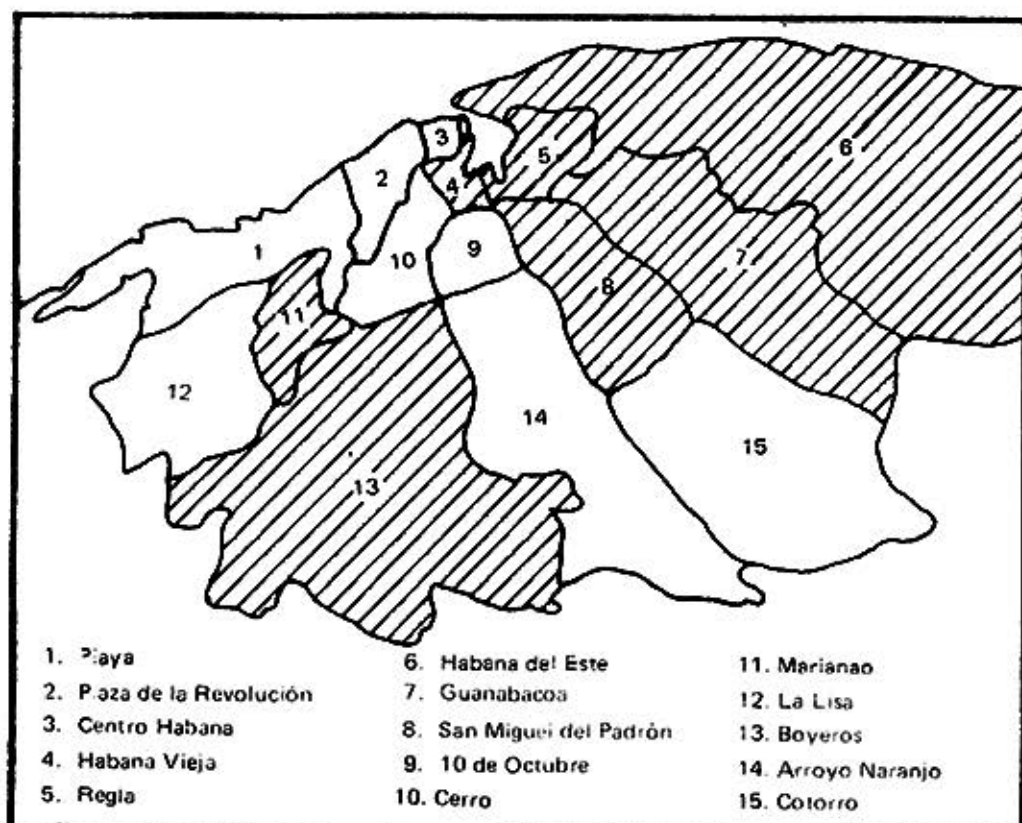 3
2
5
6
4
1
10
9
7
8
11
12
14
15
13
1. Playa
2. Plaza de la Revolución
3. Centro Habana
4. Habana Vieja
5. Regla
6. Habana del Este
7. Guanabacoa
8. San Miguel del Padrón
9. 10 de Octubre
10. Cerro
11. Marianao
12. La Lisa
13. Boyeros
14. Arroyo Naranjo
15. Cotorro